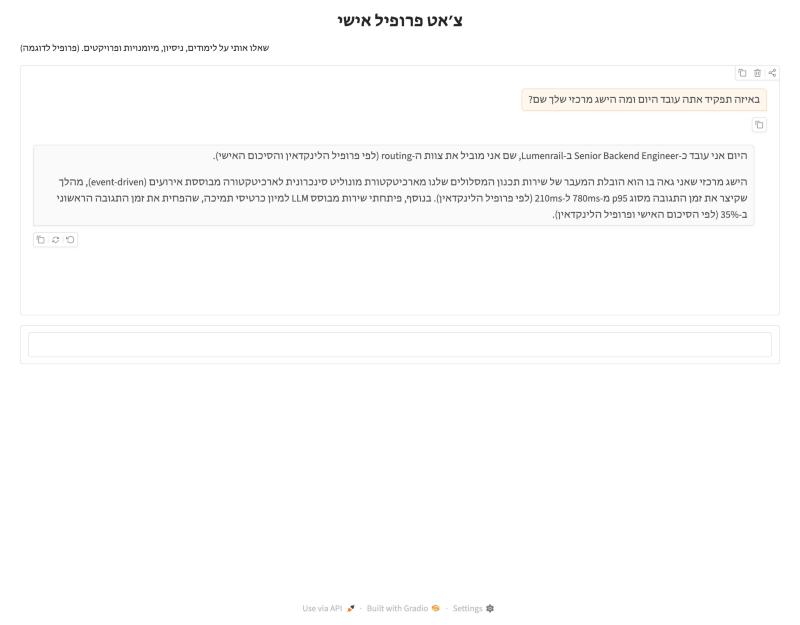 צ'אט פרופיל אישי
שאלו אותי על לימודים, ניסיון, מיומנויות ופרויקטים. (פרופיל לדוגמה)
באיזה תפקיד אתה עובד היום ומה הישג מרכזי שלך שם?
היום אני עובד כ-Senior Backend Engineer ב-Lumenrail, שם אני מוביל את צוות ה-routing (לפי פרופיל הלינקדאין והסיכום האישי).
הישג מרכזי שאני גאה בו הוא הובלת המעבר של שירות תכנון המסלולים שלנו מארכיטקטורת מונוליט סינכרונית לארכיטקטורה מבוססת אירועים (event-driven), מהלך
שקיצר את זמן התגובה מסוג p95 מ-780ms ל-210ms (לפי פרופיל הלינקדאין). בנוסף, פיתחתי שירות מבוסס LLM למיון כרטיסי תמיכה, שהפחית את זמן התגובה הראשוני
ב-35% (לפי הסיכום האישי ופרופיל הלינקדאין).
Use via API · Built with Gradio · Settings